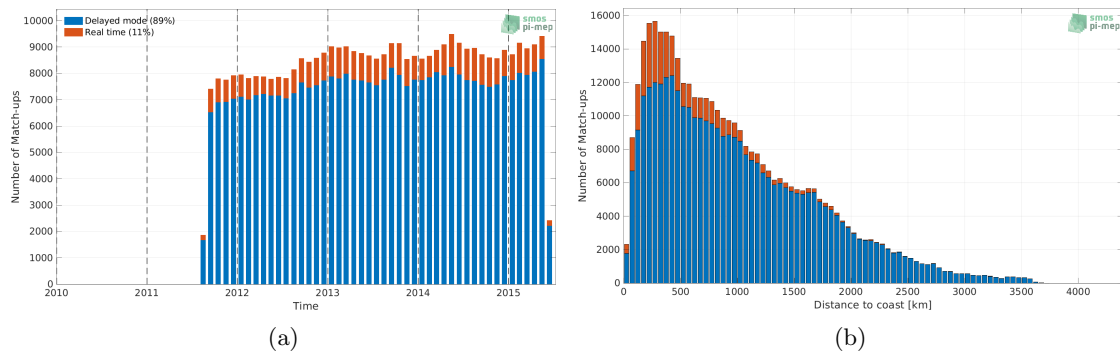 Delayed mode (89%)
Real time (11%)
smos
pi-mep
10000
9000
8000
7000
6000
5000
4000
3000
2000
1000
0
Number of Match-ups
2010 2011 2012 2013 2014 2015
Time
(a)
smos
pi-mep
16000
14000
12000
10000
8000
6000
4000
2000
0
Number of Match-ups
0 500 1000 1500 2000 2500 3000 3500 4000
Distance to coast [km]
(b)